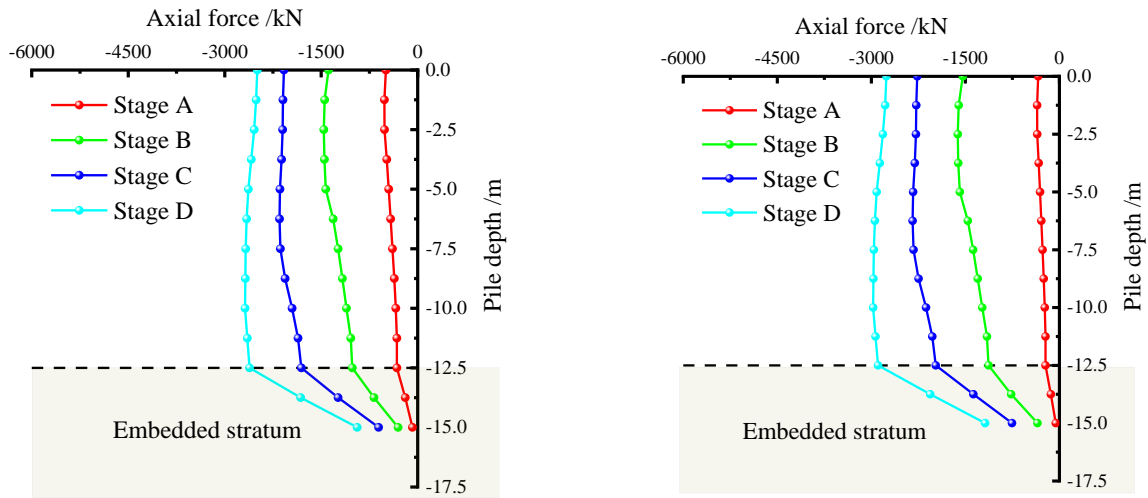 Axial force /kN
-6000 -4500 -3000 -1500 0
0.0
-2.5
-5.0
-7.5
-10.0
-12.5
-15.0
-17.5
Pile depth /m
Stage A
Stage B
Stage C
Stage D
Embedded stratum
Axial force /kN
-6000 -4500 -3000 -1500 0
0.0
-2.5
-5.0
-7.5
-10.0
-12.5
-15.0
-17.5
Pile depth /m
Stage A
Stage B
Stage C
Stage D
Embedded stratum